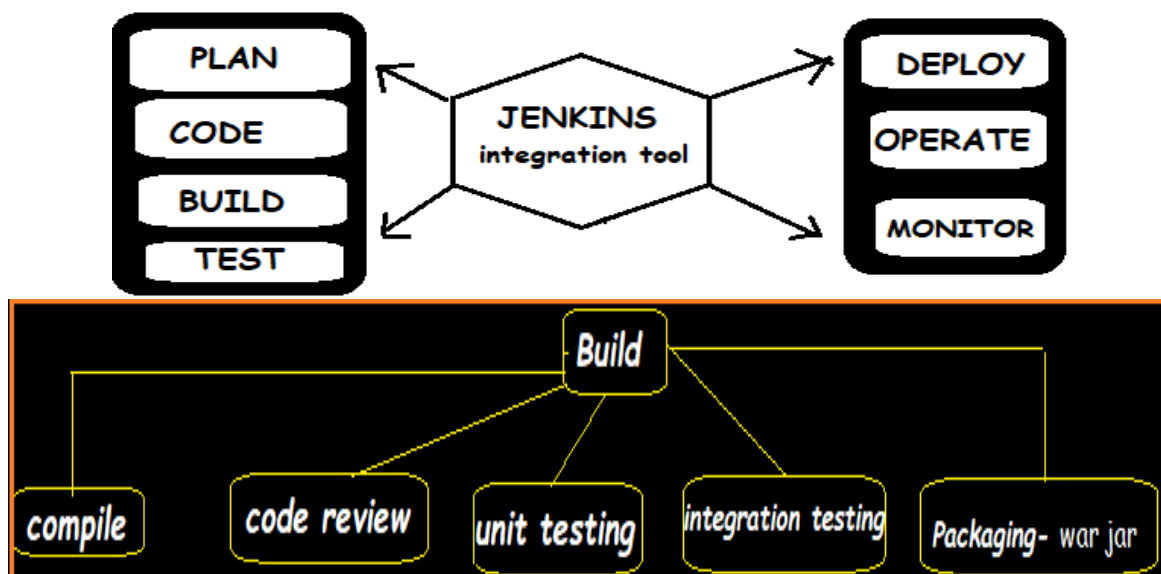 PLAN
CODE
BUILD
TEST
JENKINS
integration tool
DEPLOY
OPERATE
MONITOR
Build
compile
code review
unit testing
integration testing
Packaging- war jar